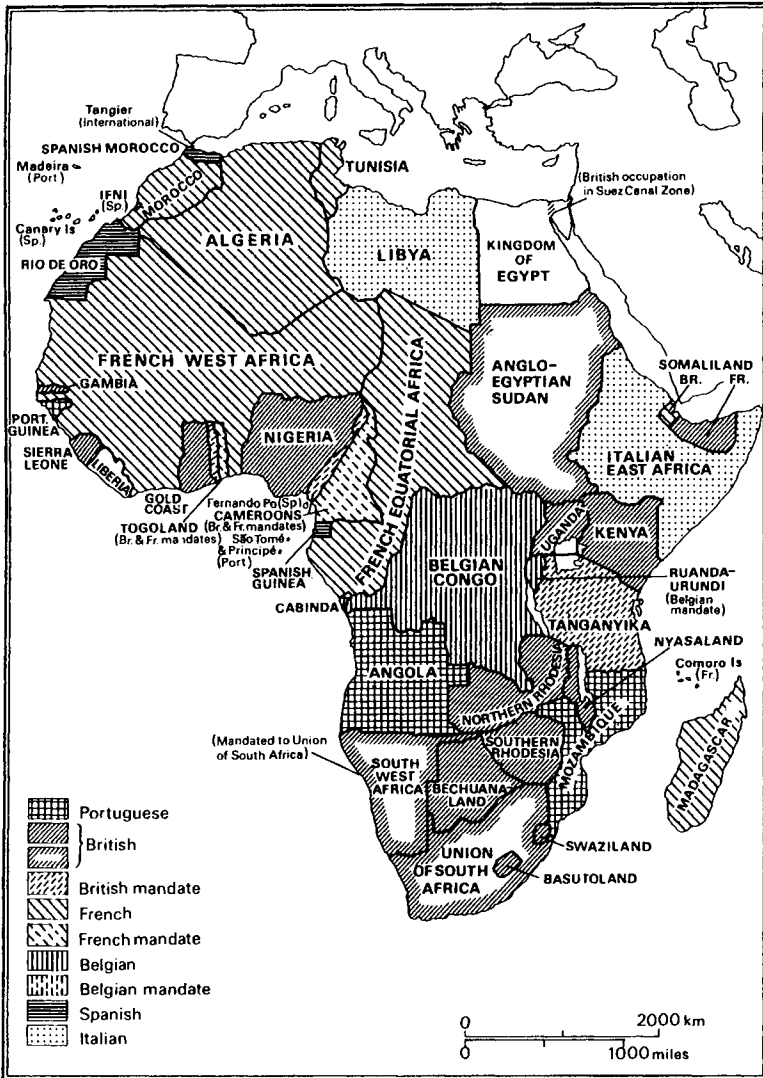 Tangier
(International)
SPANISH MOROCCO
Madeira
(Port)
IFNI
(Sp.)
MOROCCO
Canary Is
(Sp.)
RIO DE ORO
TUNISIA
ALGERIA
LIBYA
(British occupation
in Suez Canal Zone)
KINGDOM
OF
EGYPT
FRENCH WEST AFRICA
GAMBIA
PORT.
GUINEA
SIERRA
LEONE
LIBERIA
GOLD
COAST
TOGOLAND
(Br. & Fr. mandates)
NIGERIA
Fernando Po (Sp)
CAMEROONS
(Br. & Fr. mandates)
São Tomé
& Principé
(Port)
SPANISH
GUINEA
FRENCH EQUATORIAL AFRICA
ANGLO-
EGYPTIAN
SUDAN
SOMALILAND
BR. FR.
ITALIAN
EAST AFRICA
UGANDA
KENYA
BELGIAN
CONGO
RUANDA-
URUNDI
(Belgian
mandate)
CABINDA
TANGANYIKA
NYASALAND
Comoro Is
(Fr.)
ANGOLA
NORTHERN RHODESIA
(Mandated to Union
of South Africa)
SOUTH
WEST
AFRICA
SOUTHERN
RHODESIA
BECHUANA-
LAND
MOZAMBIQUE
MADAGASCAR
UNION
OF SOUTH
AFRICA
SWAZILAND
BASUTOLAND
Portuguese
British
British mandate
French
French mandate
Belgian
Belgian mandate
Spanish
Italian
0 2000 km
0 1000 miles